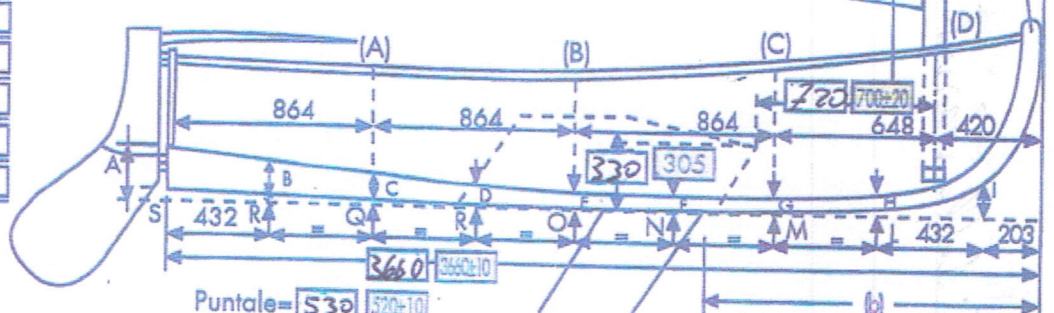 (A) (B) (C) (D)
720 700±20
864 864 864 648 420
A B C D E F G H I
330 305
S 432 R = Q = R = O = N = M = L 432 203
3660 3660±10
Puntale= 530 520±10 (b)